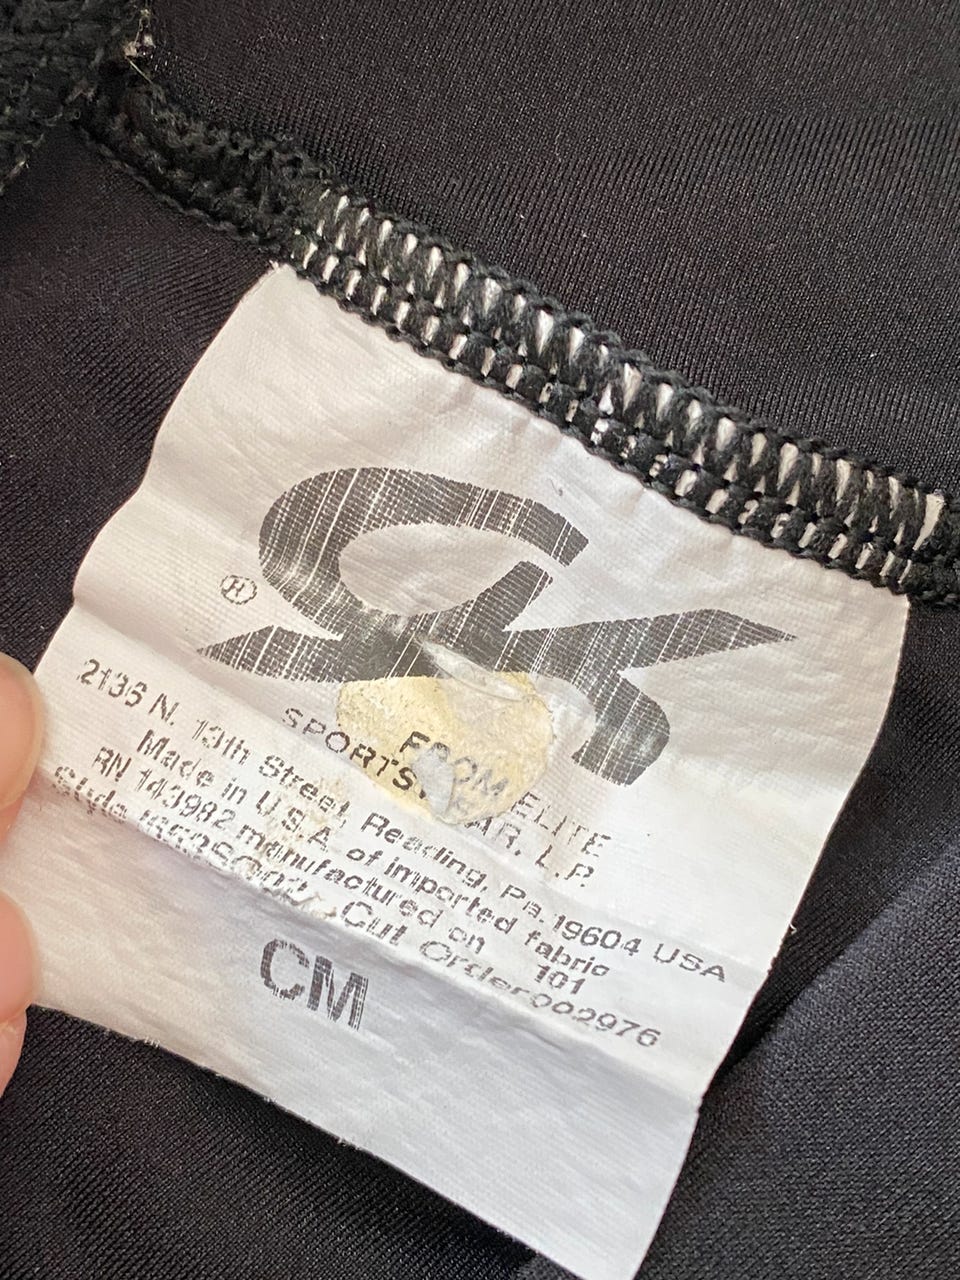 GK
®
FROM ELITE
SPORTSWEAR, L.P.
2136 N. 13th Street, Reading, Pa. 19604 USA
Made in U.S.A. of imported fabric
RN 143982 manufactured on 101
Style Cut Order 002976
CM